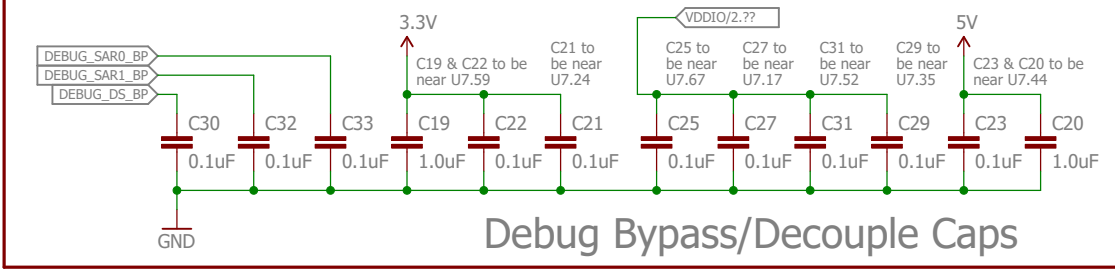 VDDIO/2.??
3.3V
5V
DEBUG_SAR0_BP
DEBUG_SAR1_BP
DEBUG_DS_BP
C19 & C22 to be
near U7.59
C21 to
be near
U7.24
C25 to
be near
U7.67
C27 to
be near
U7.17
C31 to
be near
U7.52
C29 to
be near
U7.35
C23 & C20 to be
near U7.44
C30
0.1uF
C32
0.1uF
C33
0.1uF
C19
1.0uF
C22
0.1uF
C21
0.1uF
C25
0.1uF
C27
0.1uF
C31
0.1uF
C29
0.1uF
C23
0.1uF
C20
1.0uF
GND
Debug Bypass/Decouple Caps